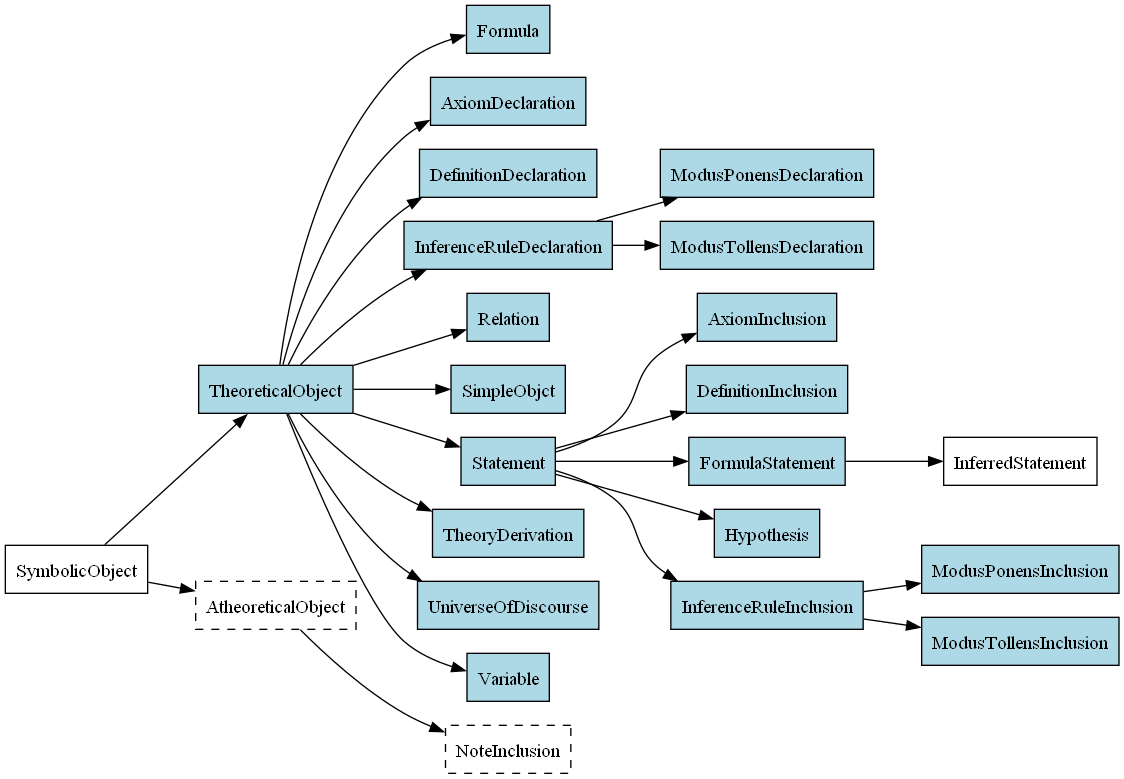 Formula
AxiomDeclaration
DefinitionDeclaration
ModusPonensDeclaration
InferenceRuleDeclaration
ModusTollensDeclaration
Relation
AxiomInclusion
TheoreticalObject
SimpleObjct
DefinitionInclusion
Statement
FormulaStatement
InferredStatement
TheoryDerivation
Hypothesis
SymbolicObject
ModusPonensInclusion
AtheoreticalObject
UniverseOfDiscourse
InferenceRuleInclusion
ModusTollensInclusion
Variable
NoteInclusion